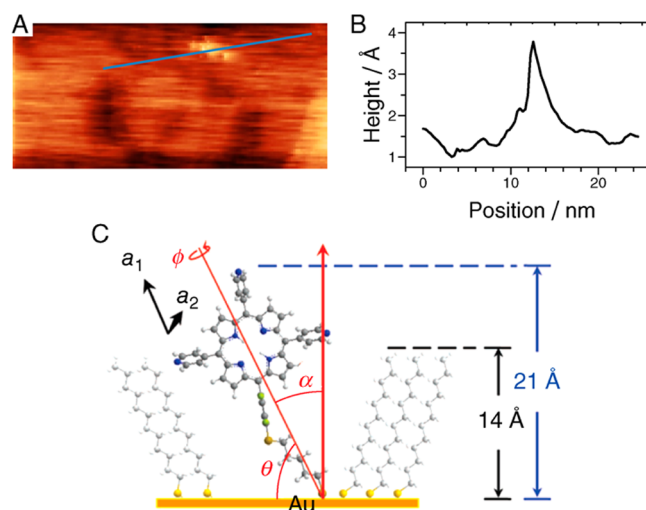 A
B
Height / Å
4
3
2
1
0
10
20
Position / nm
C
a1
a2
ϕ
α
θ
Au
14 Å
21 Å